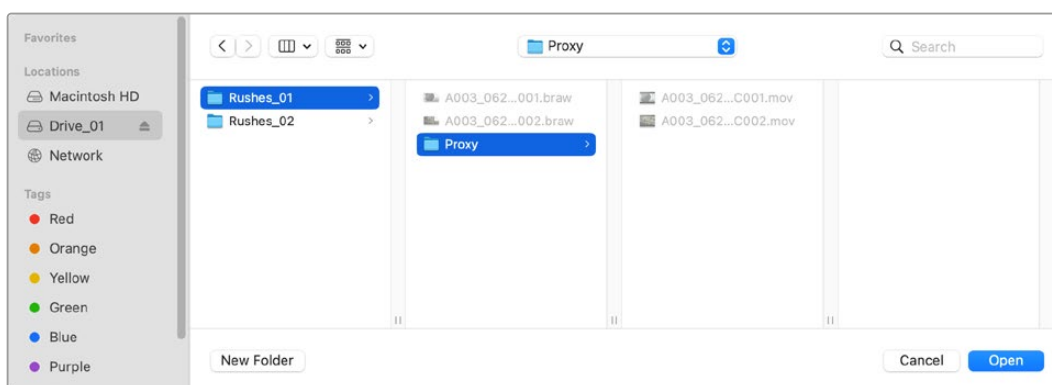 Favorites
Locations
Macintosh HD
Drive_01
Network
Tags
Red
Orange
Yellow
Green
Blue
Purple
Proxy
Search
Rushes_01
Rushes_02
A003_062...001.braw
A003_062...002.braw
Proxy
A003_062...C001.mov
A003_062...C002.mov
New Folder
Cancel
Open